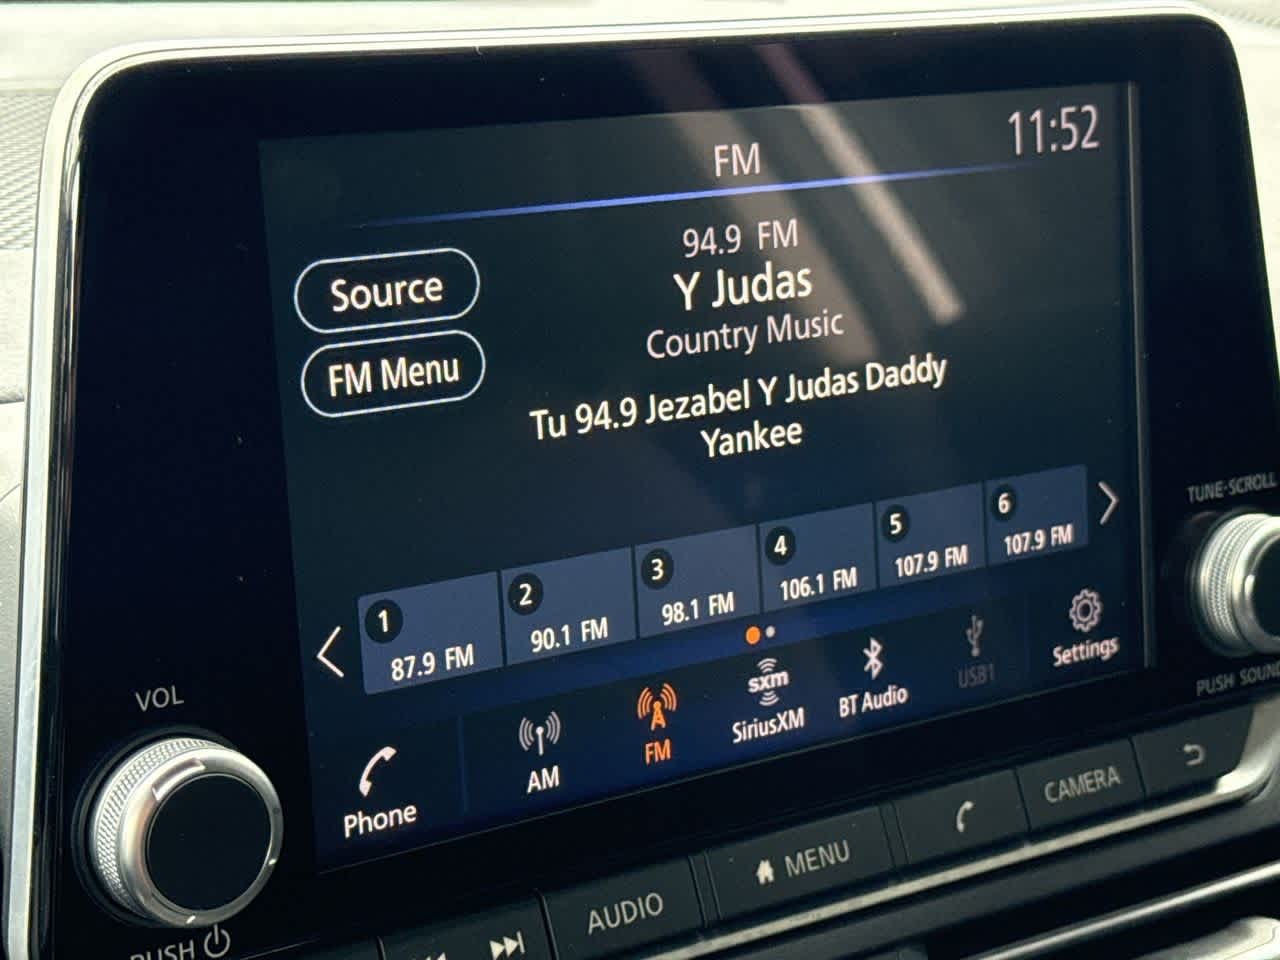 11:52
FM
94.9 FM
Y Judas
Country Music
Tu 94.9 Jezabel Y Judas Daddy
Yankee
Source
FM Menu
1
87.9 FM
2
90.1 FM
3
98.1 FM
4
106.1 FM
5
107.9 FM
6
107.9 FM
Phone
AM
FM
sxm
SiriusXM
BT Audio
USB1
Settings
VOL
PUSH
TUNE·SCROLL
PUSH SOUND
AUDIO
MENU
CAMERA